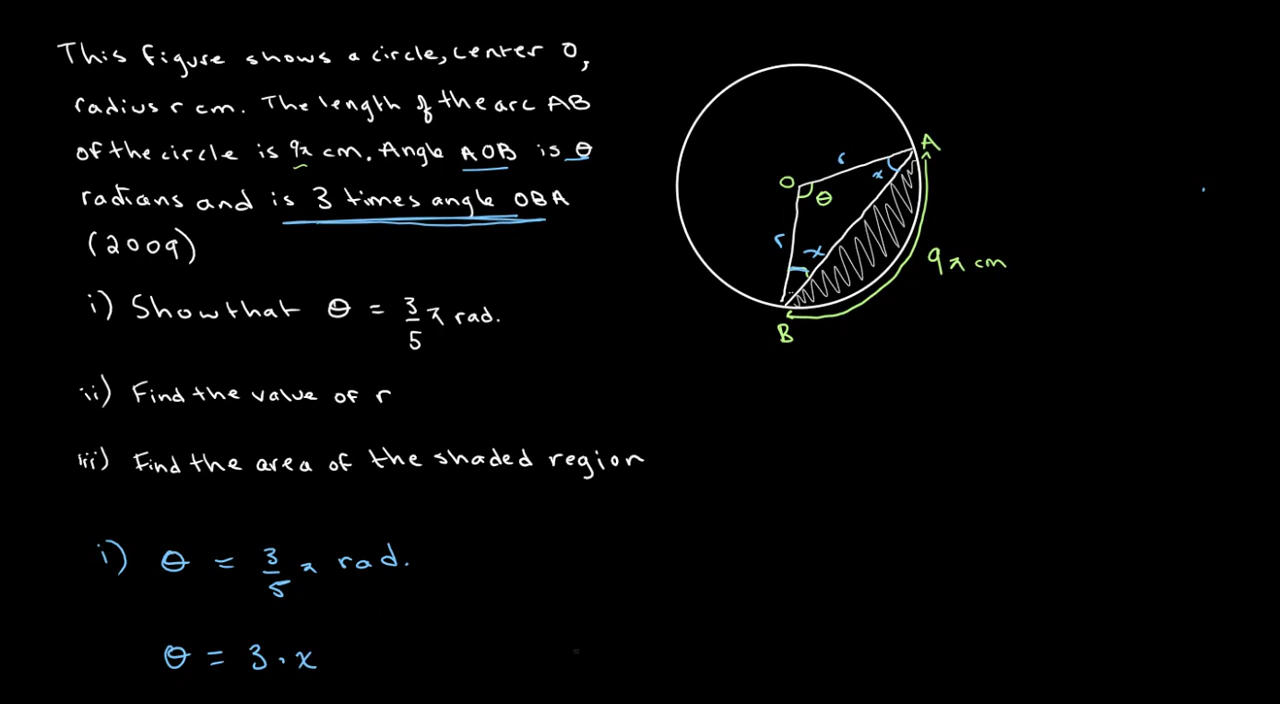 This figure shows a circle, center O,
radius r cm. The length of the arc AB
of the circle is 9π cm. Angle AOB is θ
radians and is 3 times angle OBA
(2009)
i) Show that θ = 3/5 π rad.
ii) Find the value of r
iii) Find the area of the shaded region
i) θ = 3/5 π rad.
θ = 3 . x
A
r
x
O
θ
r
x
9π cm
B